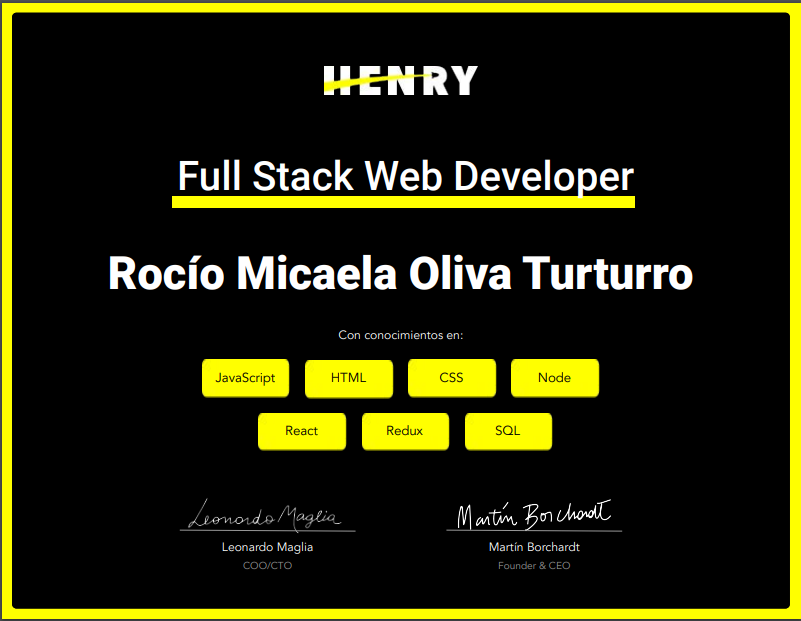 HENRY
Full Stack Web Developer
Rocío Micaela Oliva Turturro
Con conocimientos en:
JavaScript HTML CSS Node
React Redux SQL
Leonardo Maglia Martín Borchardt
Leonardo Maglia Martín Borchardt
COO/CTO Founder & CEO